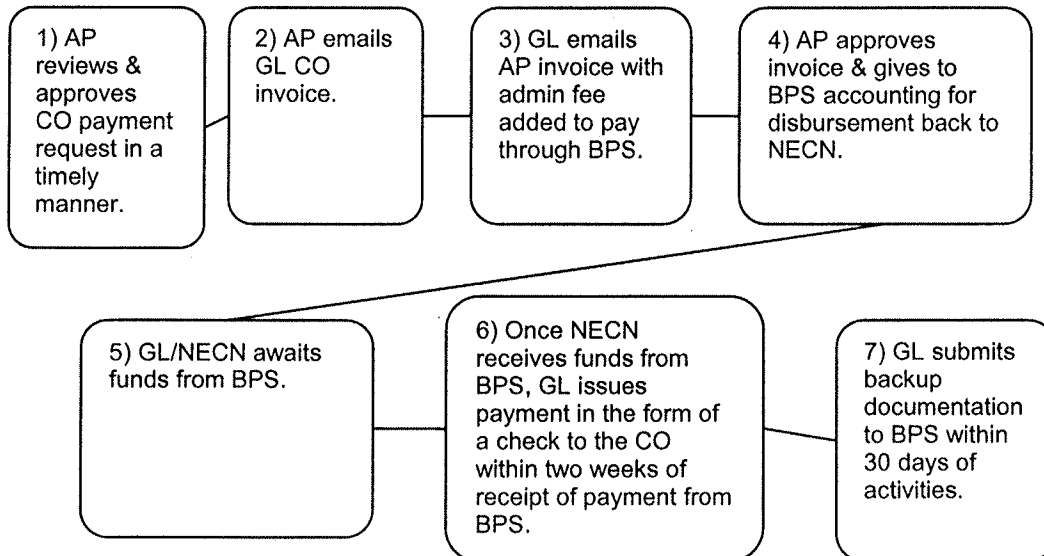 1) AP
reviews &
approves
CO payment
request in a
timely
manner.
2) AP emails
GL CO
invoice.
3) GL emails
AP invoice with
admin fee
added to pay
through BPS.
4) AP approves
invoice & gives to
BPS accounting for
disbursement back to
NECN.
5) GL/NECN awaits
funds from BPS.
6) Once NECN
receives funds from
BPS, GL issues
payment in the form of
a check to the CO
within two weeks of
receipt of payment from
BPS.
7) GL submits
backup
documentation
to BPS within
30 days of
activities.